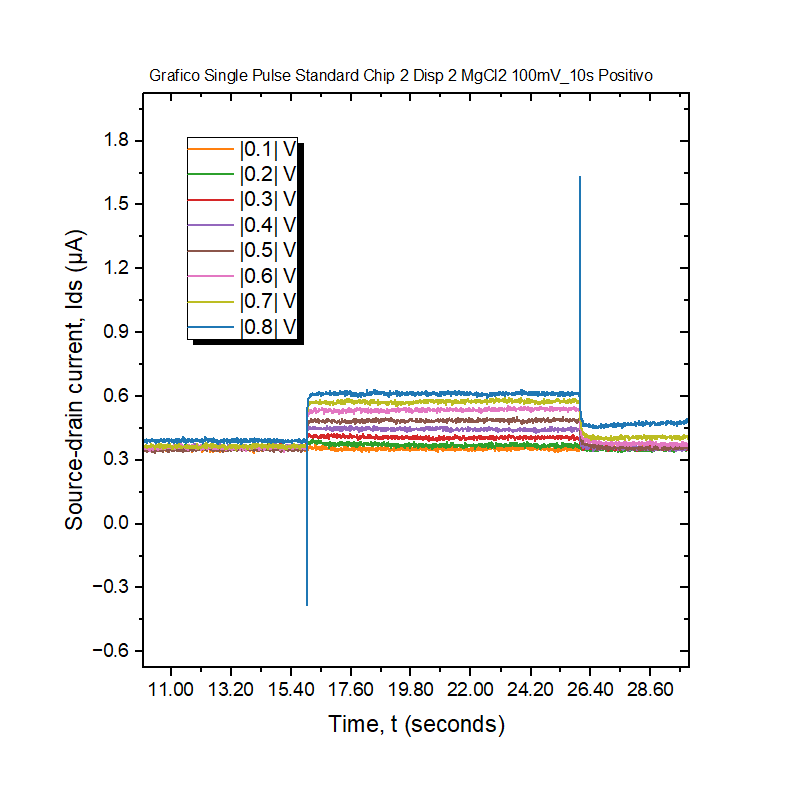 Grafico Single Pulse Standard Chip 2 Disp 2 MgCl2 100mV_10s Positivo
|0.1| V
|0.2| V
|0.3| V
|0.4| V
|0.5| V
|0.6| V
|0.7| V
|0.8| V
Source-drain current, Ids (µA)
1.8
1.5
1.2
0.9
0.6
0.3
0.0
−0.3
−0.6
11.00 13.20 15.40 17.60 19.80 22.00 24.20 26.40 28.60
Time, t (seconds)